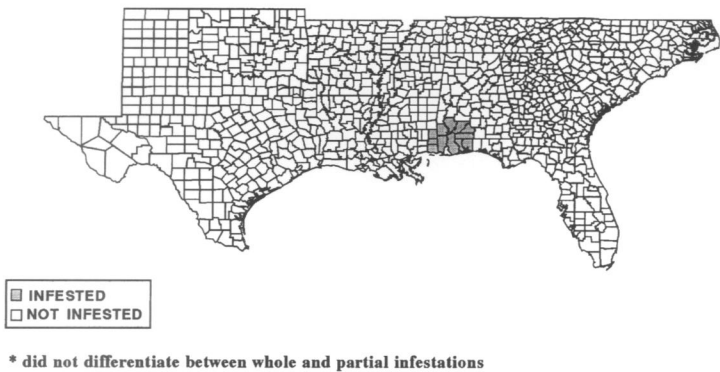 INFESTED
NOT INFESTED
* did not differentiate between whole and partial infestations